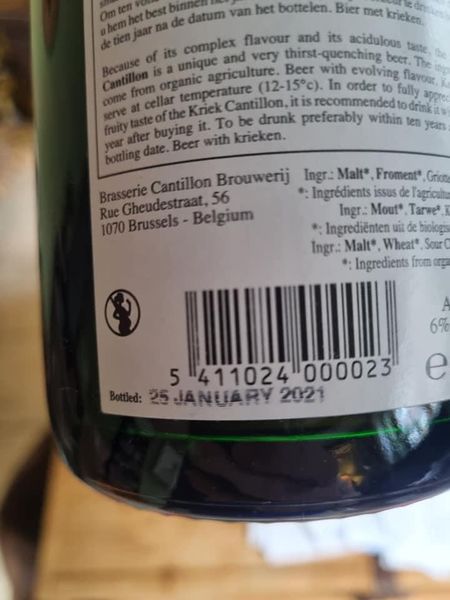 Om ten
u hem het best binnen
de tien jaar na de datum van het bottelen. Bier met krieken.
Because of its complex flavour and its acidulous taste, the
Cantillon is a unique and very thirst-quenching beer. The
come from organic agriculture. Beer with evolving flavour,
serve at cellar temperature (12-15°c). In order to fully
fruity taste of the Kriek Cantillon, it is recommended to drink it
year after buying it. To be drunk preferably within ten years
bottling date. Beer with krieken.
Brasserie Cantillon Brouwerij
Rue Gheudestraat, 56
1070 Brussels - Belgium
Ingr.: Malt*, Froment*,
*: Ingrédients issus de
Ingr.: Mout*, Tarwe*,
*: Ingrediënten uit de
Ingr.: Malt*, Wheat*, Sour
*: Ingredients from
6%
e
5 411024 000023
Bottled: 25 JANUARY 2021